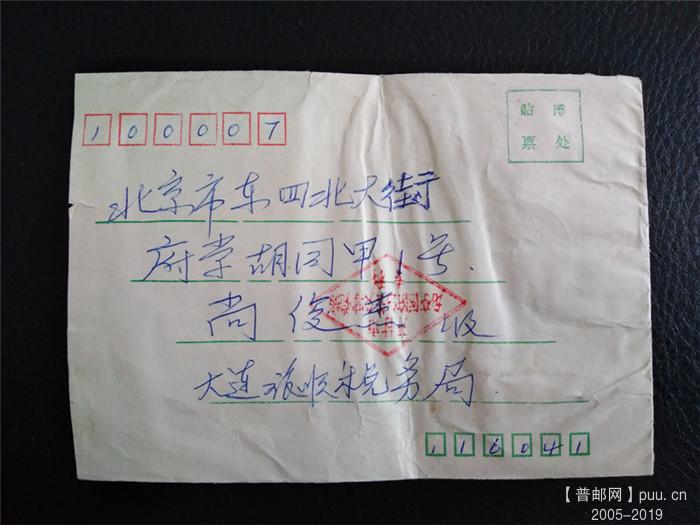 100007
贴邮
票处
北京市东四北大街
府学胡同甲1号.
尚俊 收
大连旅顺税务局.
116041
【普邮网】puu.cn
2005-2019